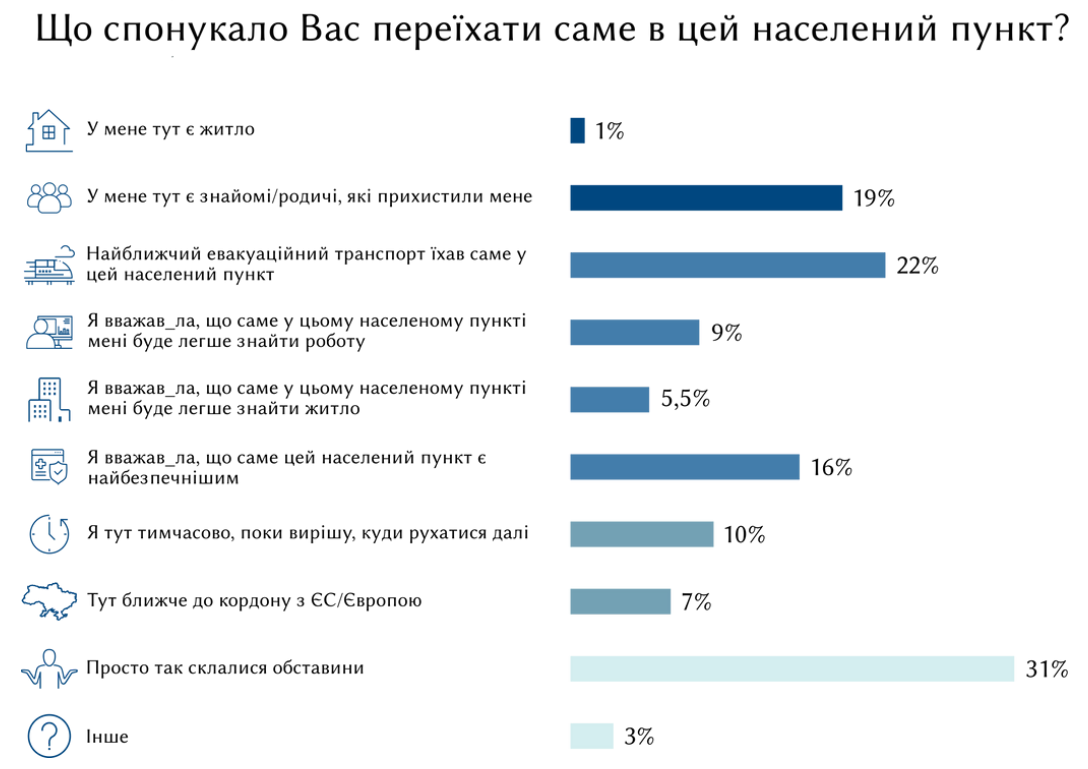 Що спонукало Вас переїхати саме в цей населений пункт?
У мене тут є житло
1%
У мене тут є знайомі/родичі, які прихистили мене
19%
Найближчий евакуаційний транспорт їхав саме у
цей населений пункт
22%
Я вважав_ла, що саме у цьому населеному пункті
мені буде легше знайти роботу
9%
Я вважав_ла, що саме у цьому населеному пункті
мені буде легше знайти житло
5,5%
Я вважав_ла, що саме цей населений пункт є
найбезпечнішим
16%
Я тут тимчасово, поки вирішу, куди рухатися далі
10%
Тут ближче до кордону з ЄС/Європою
7%
Просто так склалися обставини
31%
Інше
3%